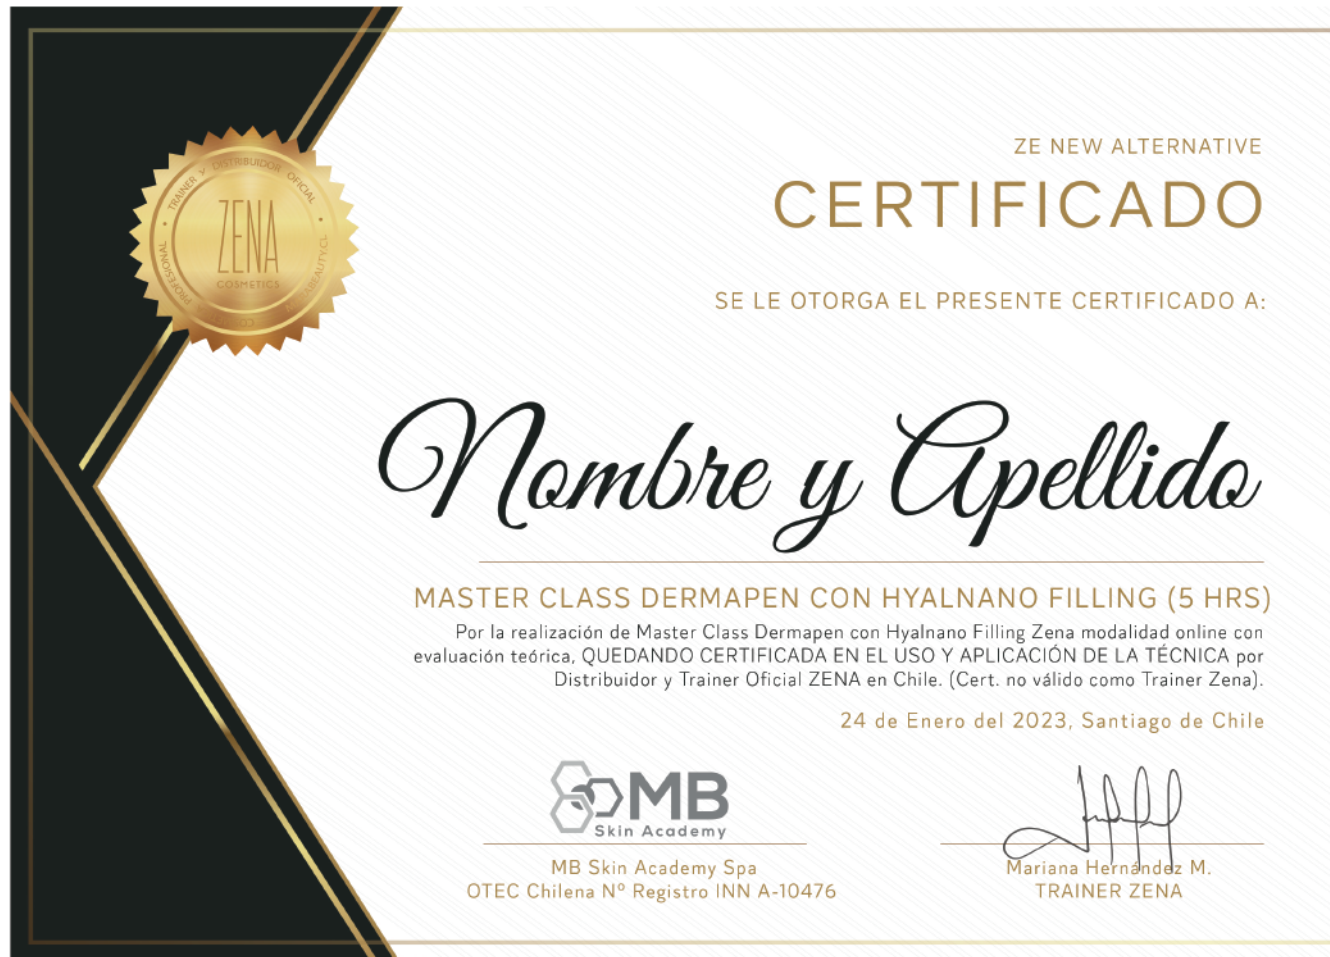 TRAINER Y DISTRIBUIDOR OFICIAL
PROFESIONAL
ZENA
COSMETICS
ZE NEW ALTERNATIVE
CERTIFICADO
SE LE OTORGA EL PRESENTE CERTIFICADO A:
Nombre y Apellido
MASTER CLASS DERMAPEN CON HYALNANO FILLING (5 HRS)
Por la realización de Master Class Dermapen con Hyalnano Filling Zena modalidad online con
evaluación teórica, QUEDANDO CERTIFICADA EN EL USO Y APLICACIÓN DE LA TÉCNICA por
Distribuidor y Trainer Oficial ZENA en Chile. (Cert. no válido como Trainer Zena).
24 de Enero del 2023, Santiago de Chile
MB
Skin Academy
MB Skin Academy Spa
OTEC Chilena Nº Registro INN A-10476
Mariana Hernández M.
TRAINER ZENA